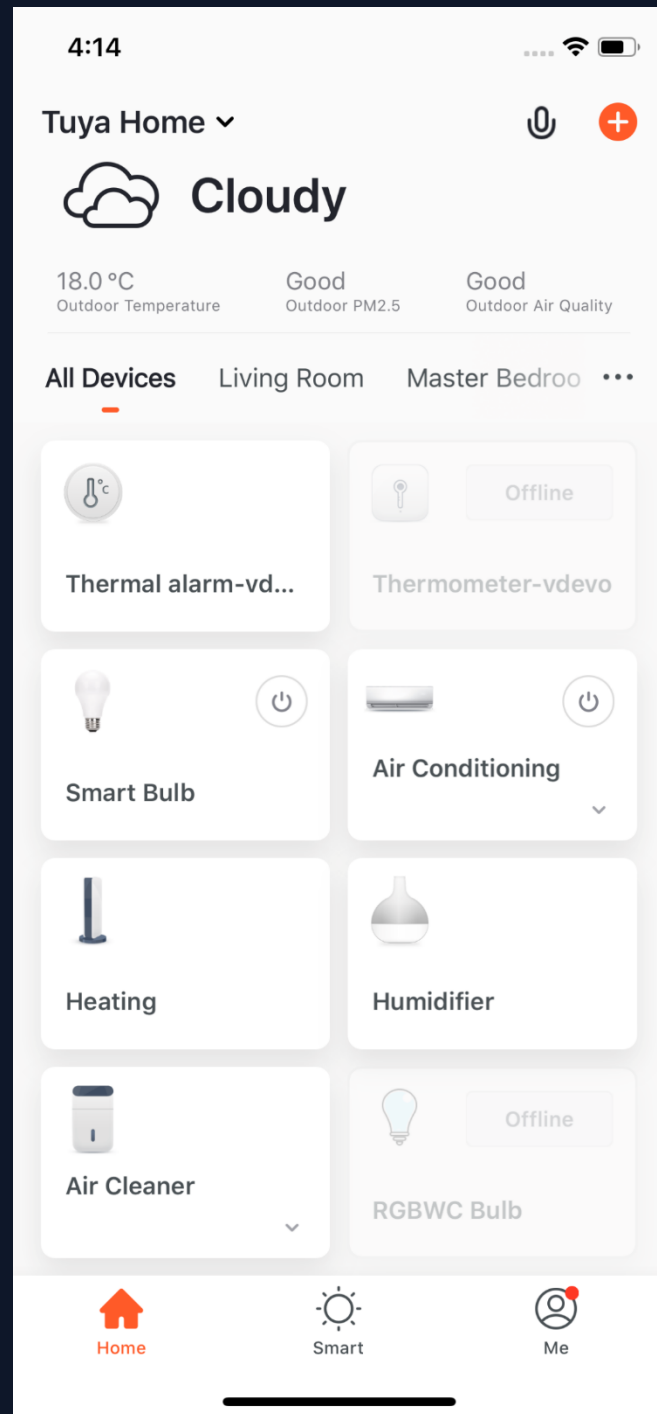 4:14
Tuya Home
Cloudy
18.0 °C Good Good
Outdoor Temperature Outdoor PM2.5 Outdoor Air Quality
All Devices Living Room Master Bedroo
°C
Thermal alarm-vd...
Offline
Thermometer-vdevo
Smart Bulb
Air Conditioning
Heating
Humidifier
Air Cleaner
Offline
RGBWC Bulb
Home Smart Me